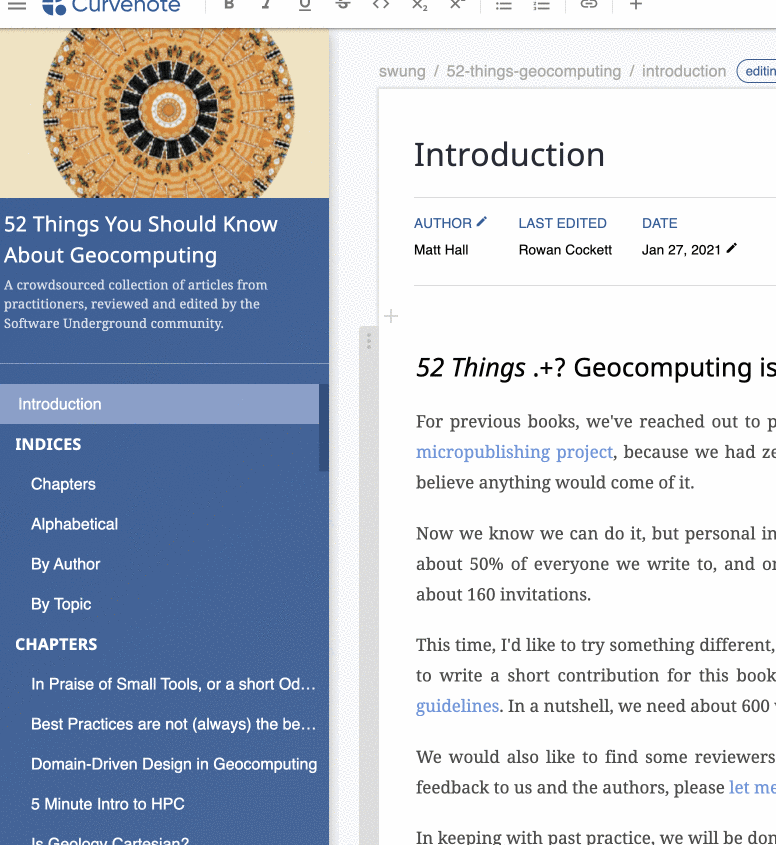 Curvenote
B I U S <> X₂ X²
swung / 52-things-geocomputing / introduction
52 Things You Should Know
About Geocomputing
A crowdsourced collection of articles from
practitioners, reviewed and edited by the
Software Underground community.
Introduction
INDICES
Chapters
Alphabetical
By Author
By Topic
CHAPTERS
In Praise of Small Tools, or a short Od...
Best Practices are not (always) the be...
Domain-Driven Design in Geocomputing
5 Minute Intro to HPC
Is Geology Cartesian?
Introduction
AUTHOR LAST EDITED DATE
Matt Hall Rowan Cockett Jan 27, 2021
52 Things .+? Geocomputing is
For previous books, we've reached out to
micropublishing project, because we had
believe anything would come of it.
Now we know we can do it, but personal
about 50% of everyone we write to, and
about 160 invitations.
This time, I'd like to try something different,
to write a short contribution for this book
guidelines. In a nutshell, we need about 600
We would also like to find some reviewers
feedback to us and the authors, please let me
In keeping with past practice, we will be